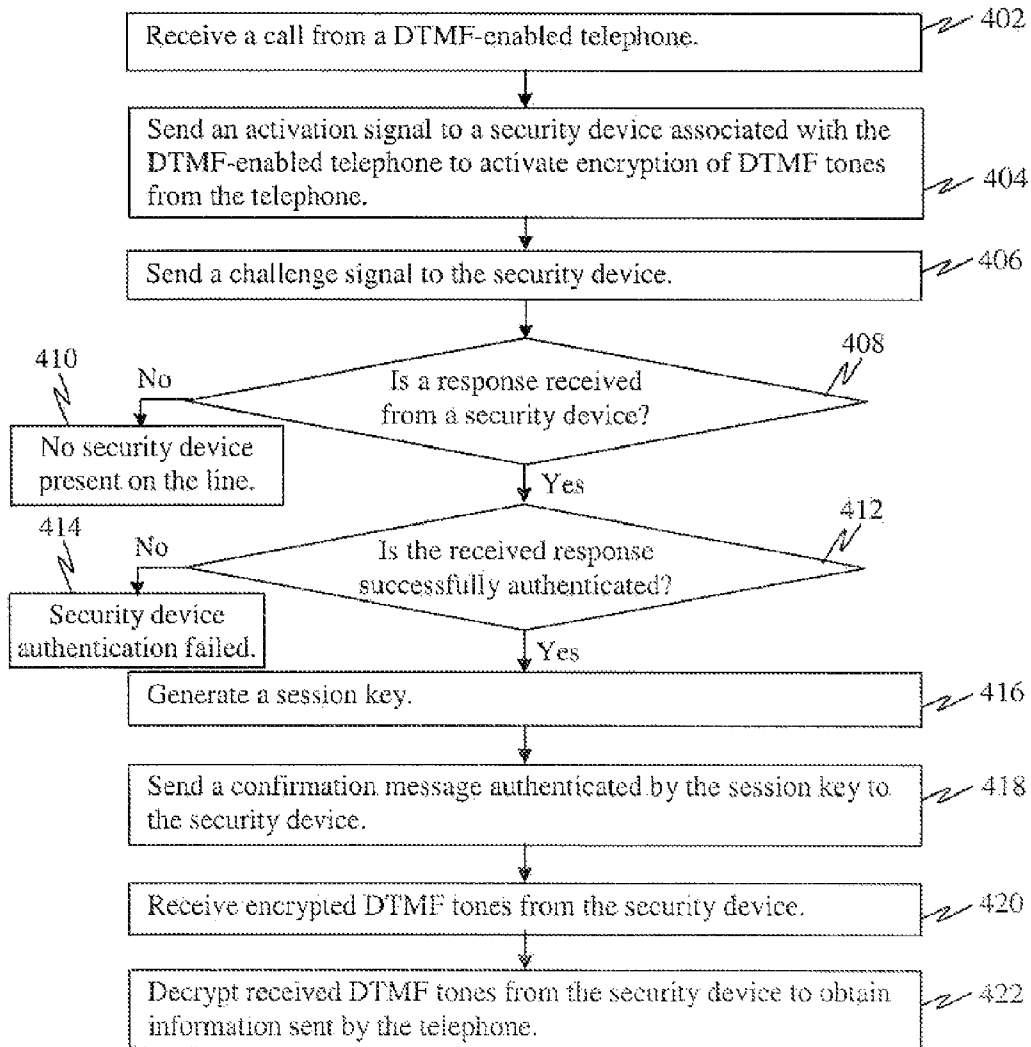 Receive a call from a DTMF-enabled telephone.
402
Send an activation signal to a security device associated with the
DTMF-enabled telephone to activate encryption of DTMF tones
from the telephone.
404
Send a challenge signal to the security device.
406
408
410
No
Is a response received
from a security device?
No security device
present on the line.
Yes
412
414
No
Is the received response
successfully authenticated?
Security device
authentication failed.
Yes
Generate a session key.
416
Send a confirmation message authenticated by the session key to
the security device.
418
Receive encrypted DTMF tones from the security device.
420
Decrypt received DTMF tones from the security device to obtain
information sent by the telephone.
422